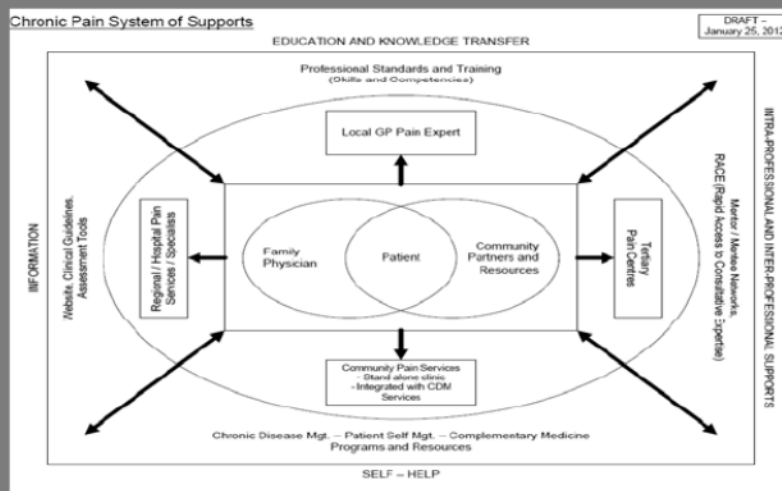 Chronic Pain System of Supports
DRAFT –
January 25, 2012
EDUCATION AND KNOWLEDGE TRANSFER
Professional Standards and Training
(Skills and Competencies)
Local GP Pain Expert
INFORMATION
Website, Clinical Guidelines,
Assessment Tools
Regional / Hospital Pain
Services / Specialists
Family
Physician
Patient
Community
Partners and
Resources
Tertiary
Pain Centres
Mentor / Mentee Networks,
RACE (Rapid Access to Consultative Expertise)
INTRA-PROFESSIONAL AND INTER-PROFESSIONAL SUPPORTS
Community Pain Services
- Stand alone clinic
- Integrated with CDM
Services
Chronic Disease Mgt. – Patient Self Mgt. – Complementary Medicine
Programs and Resources
SELF – HELP